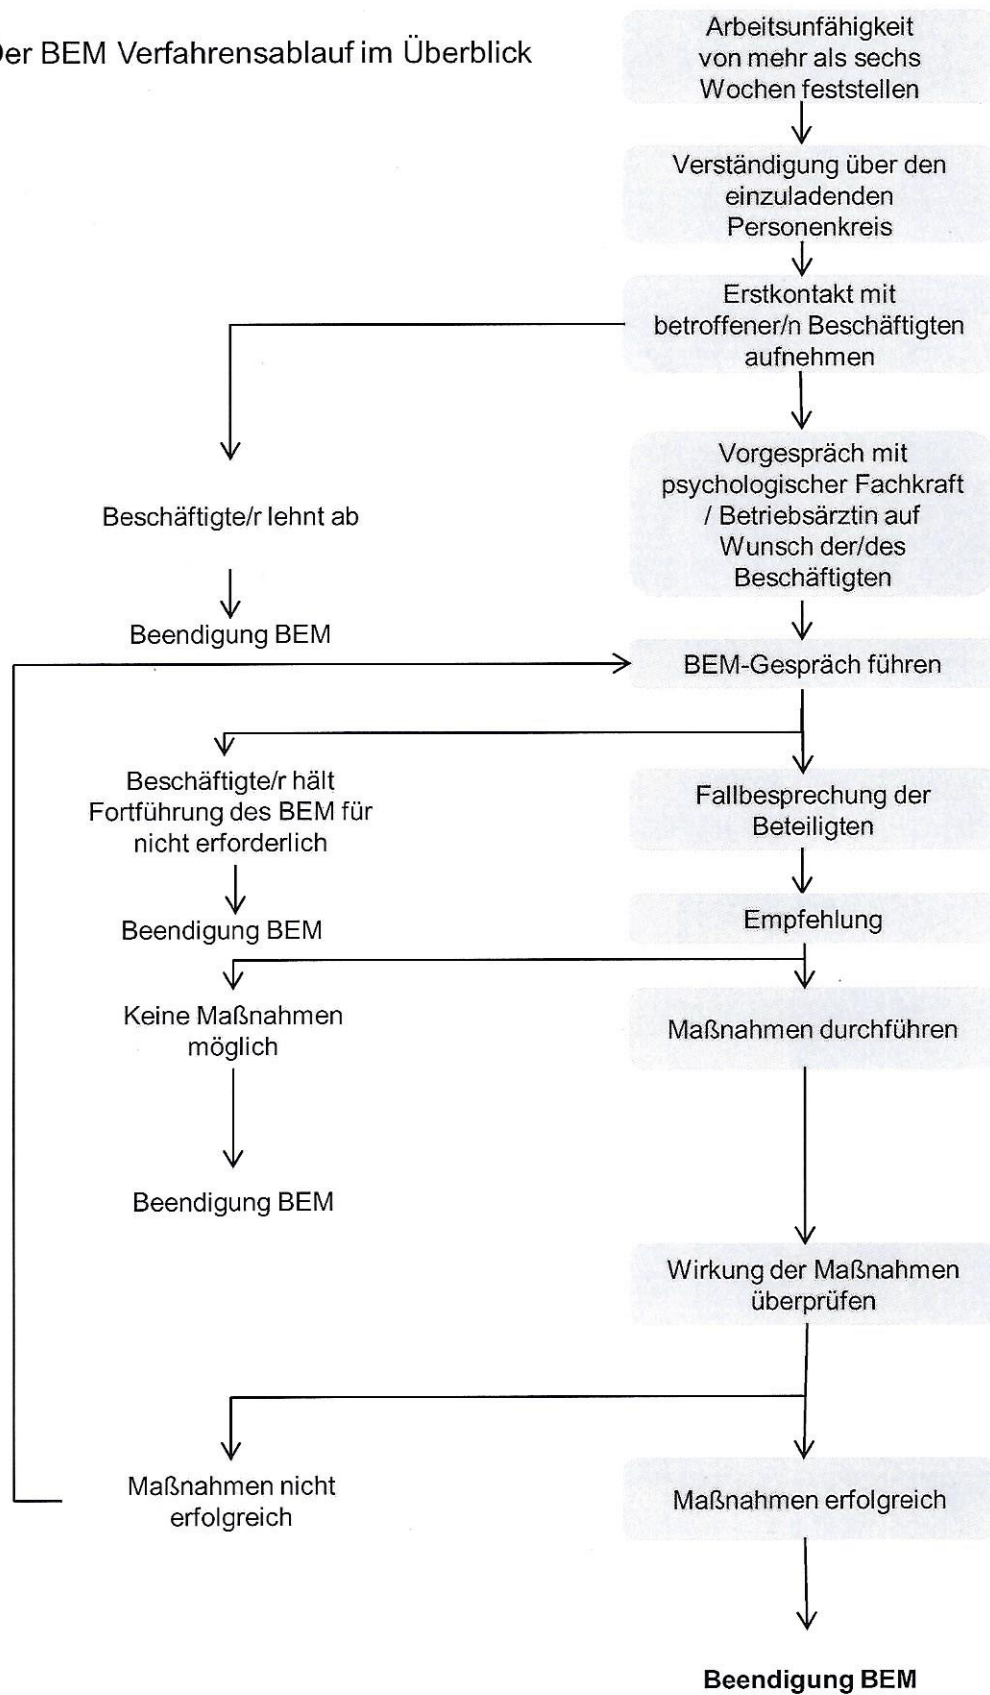 Der BEM Verfahrensablauf im Überblick
Arbeitsunfähigkeit
von mehr als sechs
Wochen feststellen
Verständigung über den
einzuladenden
Personenkreis
Erstkontakt mit
betroffener/n Beschäftigten
aufnehmen
Vorgespräch mit
psychologischer Fachkraft
/ Betriebsärztin auf
Wunsch der/des
Beschäftigten
Beschäftigte/r lehnt ab
Beendigung BEM
BEM-Gespräch führen
Beschäftigte/r hält
Fortführung des BEM für
nicht erforderlich
Beendigung BEM
Fallbesprechung der
Beteiligten
Empfehlung
Keine Maßnahmen
möglich
Beendigung BEM
Maßnahmen durchführen
Wirkung der Maßnahmen
überprüfen
Maßnahmen nicht
erfolgreich
Maßnahmen erfolgreich
Beendigung BEM